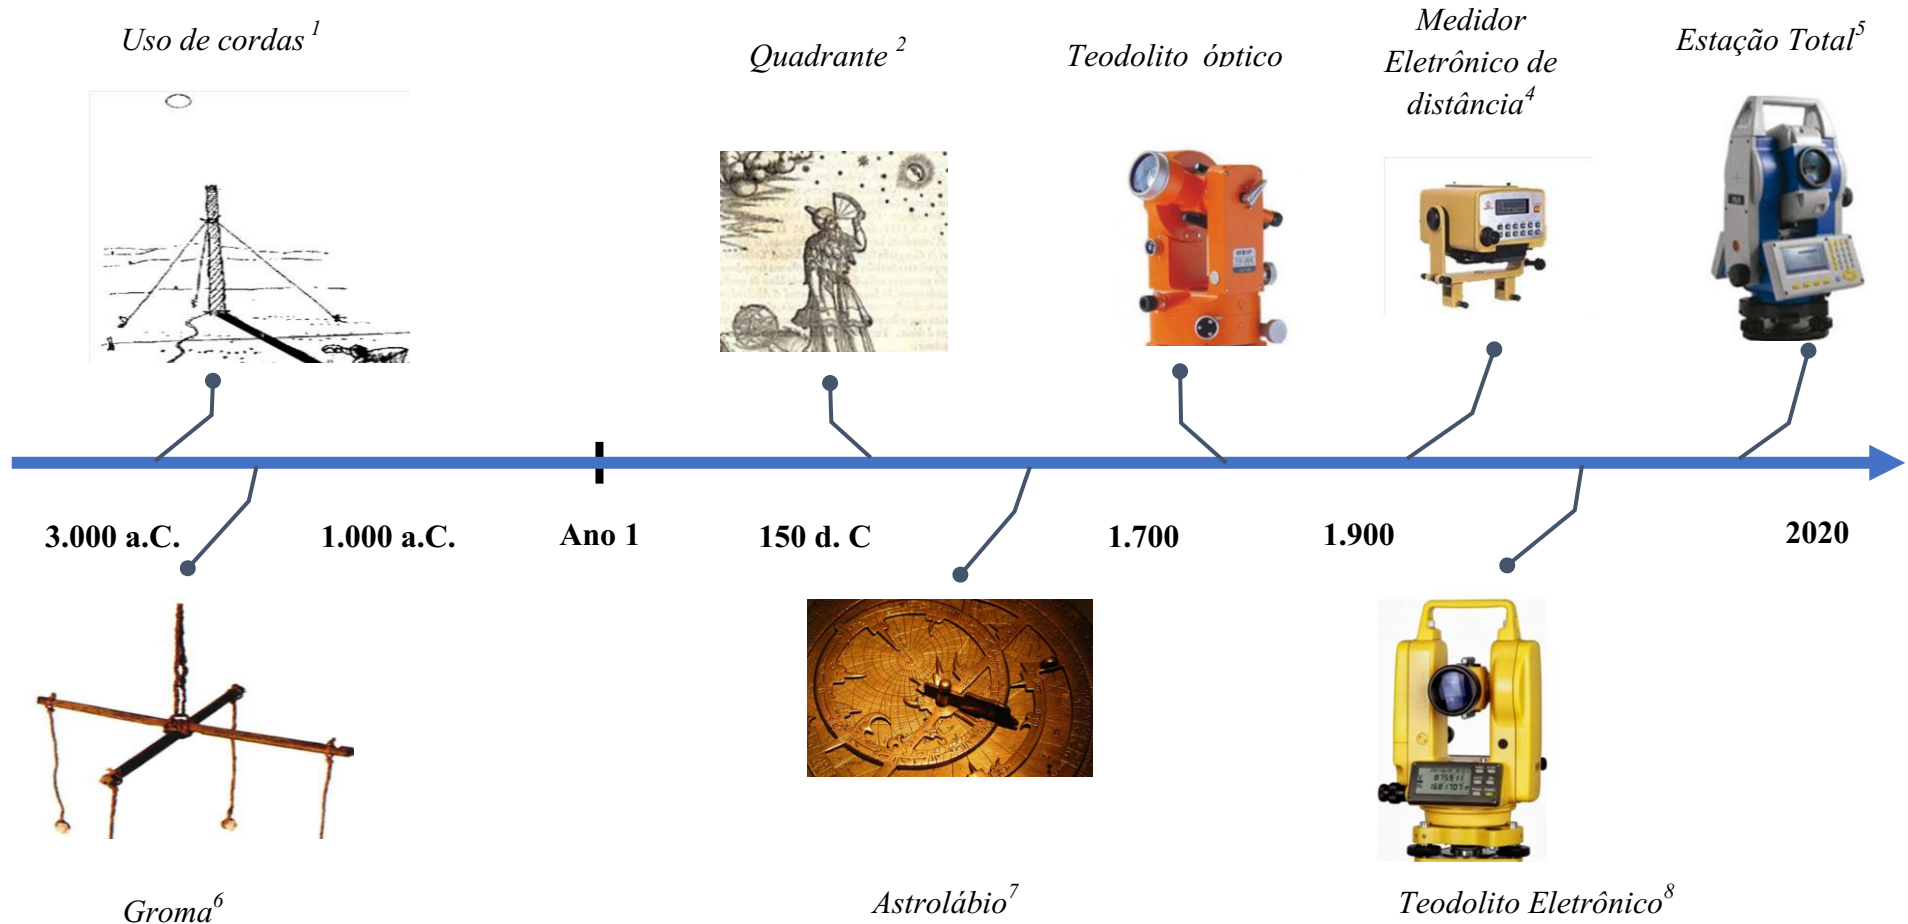 Uso de cordas 1
Quadrante 2
Teodolito óptico
Medidor
Eletrônico de
distância4
Estação Total5
3.000 a.C.
1.000 a.C.
Ano 1
150 d. C
1.700
1.900
2020
Groma6
Astrolábio7
Teodolito Eletrônico8